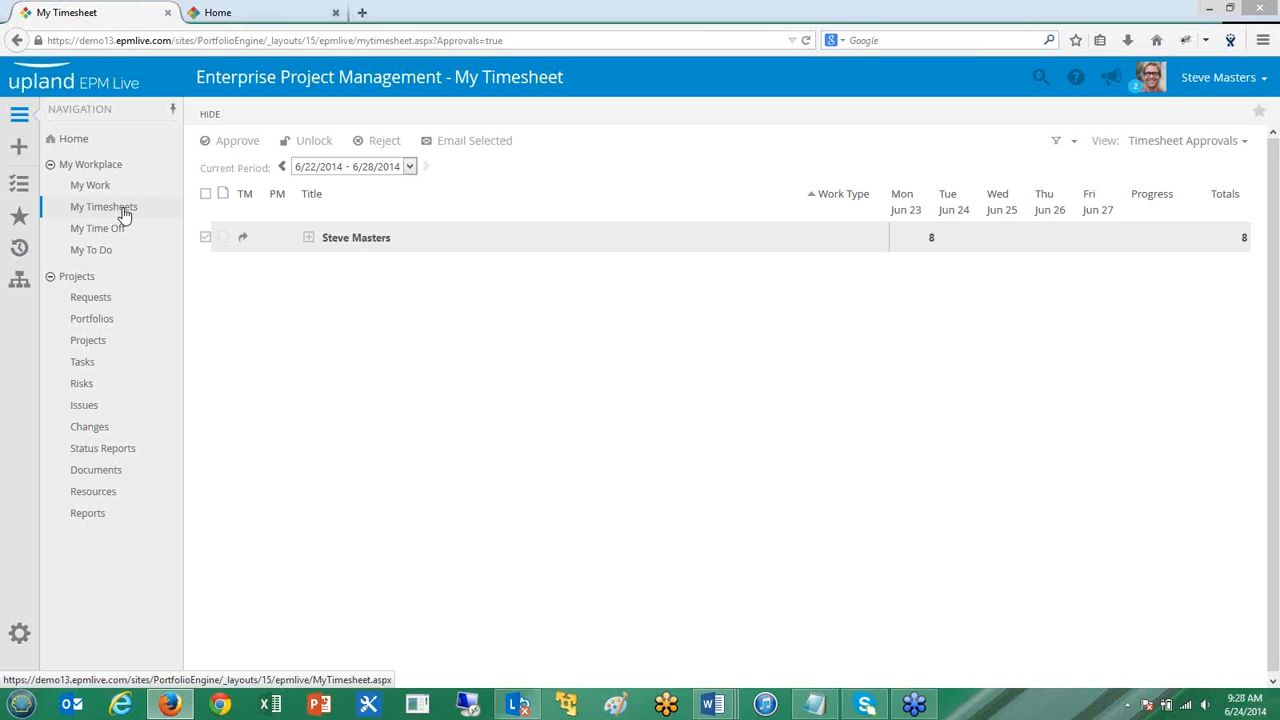 My Timesheet × Home × +
https://demo13.epmlive.com/sites/PortfolioEngine/_layouts/15/epmlive/mytimesheet.aspx?Approvals=true
Google
upland EPM Live
Enterprise Project Management - My Timesheet
2
Steve Masters
NAVIGATION
HIDE
Home
My Workplace
My Work
My Timesheets
My Time Off
My To Do
Projects
Requests
Portfolios
Projects
Tasks
Risks
Issues
Changes
Status Reports
Documents
Resources
Reports
Approve Unlock Reject Email Selected
View: Timesheet Approvals
Current Period: 6/22/2014 - 6/28/2014
TM PM Title Work Type Mon Tue Wed Thu Fri Progress Totals
Jun 23 Jun 24 Jun 25 Jun 26 Jun 27
Steve Masters 8 8
https://demo13.epmlive.com/sites/PortfolioEngine/_layouts/15/epmlive/MyTimesheet.aspx
9:28 AM
6/24/2014